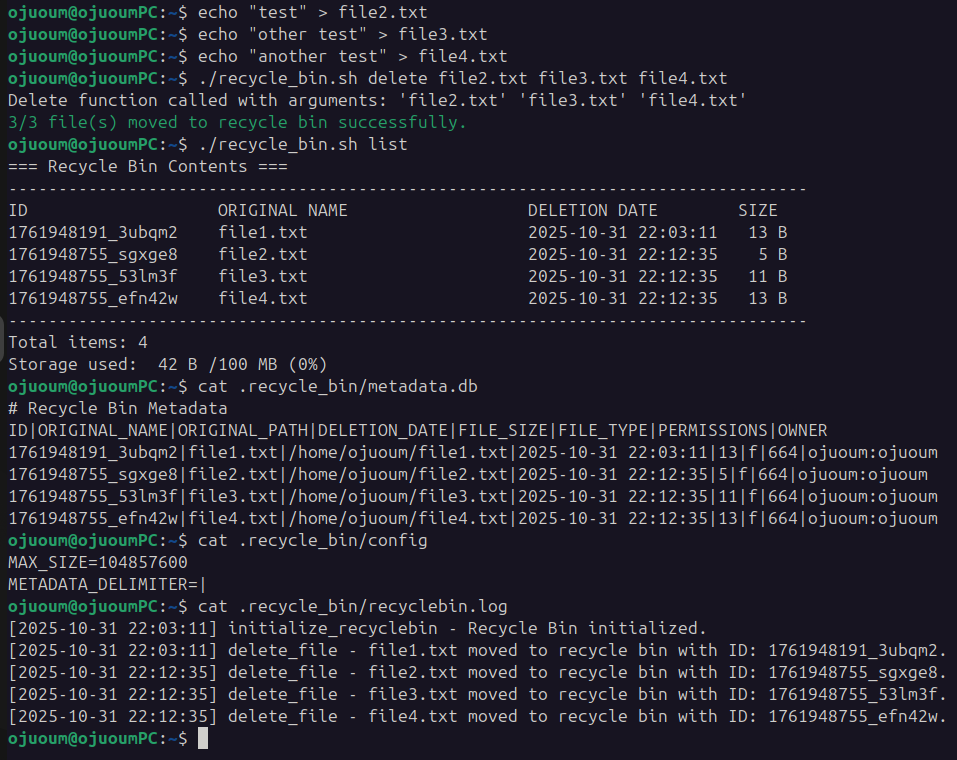 ojuoum@ojuoumPC:~$ echo "test" > file2.txt
ojuoum@ojuoumPC:~$ echo "other test" > file3.txt
ojuoum@ojuoumPC:~$ echo "another test" > file4.txt
ojuoum@ojuoumPC:~$ ./recycle_bin.sh delete file2.txt file3.txt file4.txt
Delete function called with arguments: 'file2.txt' 'file3.txt' 'file4.txt'
3/3 file(s) moved to recycle bin successfully.
ojuoum@ojuoumPC:~$ ./recycle_bin.sh list
=== Recycle Bin Contents ===
--------------------------------------------------------------------------------
ID                   ORIGINAL NAME                  DELETION DATE        SIZE
1761948191_3ubqm2    file1.txt                      2025-10-31 22:03:11   13 B
1761948755_sgxge8    file2.txt                      2025-10-31 22:12:35    5 B
1761948755_53lm3f    file3.txt                      2025-10-31 22:12:35   11 B
1761948755_efn42w    file4.txt                      2025-10-31 22:12:35   13 B
--------------------------------------------------------------------------------
Total items: 4
Storage used:  42 B /100 MB (0%)
ojuoum@ojuoumPC:~$ cat .recycle_bin/metadata.db
# Recycle Bin Metadata
ID|ORIGINAL_NAME|ORIGINAL_PATH|DELETION_DATE|FILE_SIZE|FILE_TYPE|PERMISSIONS|OWNER
1761948191_3ubqm2|file1.txt|/home/ojuoum/file1.txt|2025-10-31 22:03:11|13|f|664|ojuoum:ojuoum
1761948755_sgxge8|file2.txt|/home/ojuoum/file2.txt|2025-10-31 22:12:35|5|f|664|ojuoum:ojuoum
1761948755_53lm3f|file3.txt|/home/ojuoum/file3.txt|2025-10-31 22:12:35|11|f|664|ojuoum:ojuoum
1761948755_efn42w|file4.txt|/home/ojuoum/file4.txt|2025-10-31 22:12:35|13|f|664|ojuoum:ojuoum
ojuoum@ojuoumPC:~$ cat .recycle_bin/config
MAX_SIZE=104857600
METADATA_DELIMITER=|
ojuoum@ojuoumPC:~$ cat .recycle_bin/recyclebin.log
[2025-10-31 22:03:11] initialize_recyclebin - Recycle Bin initialized.
[2025-10-31 22:03:11] delete_file - file1.txt moved to recycle bin with ID: 1761948191_3ubqm2.
[2025-10-31 22:12:35] delete_file - file2.txt moved to recycle bin with ID: 1761948755_sgxge8.
[2025-10-31 22:12:35] delete_file - file3.txt moved to recycle bin with ID: 1761948755_53lm3f.
[2025-10-31 22:12:35] delete_file - file4.txt moved to recycle bin with ID: 1761948755_efn42w.
ojuoum@ojuoumPC:~$